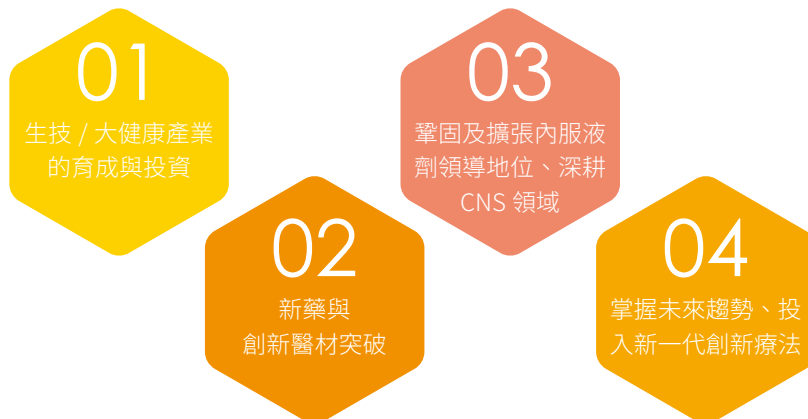 01
生技 / 大健康產業
的育成與投資
02
新藥與
創新醫材突破
03
鞏固及擴張內服液
劑領導地位、深耕
CNS 領域
04
掌握未來趨勢、投
入新一代創新療法